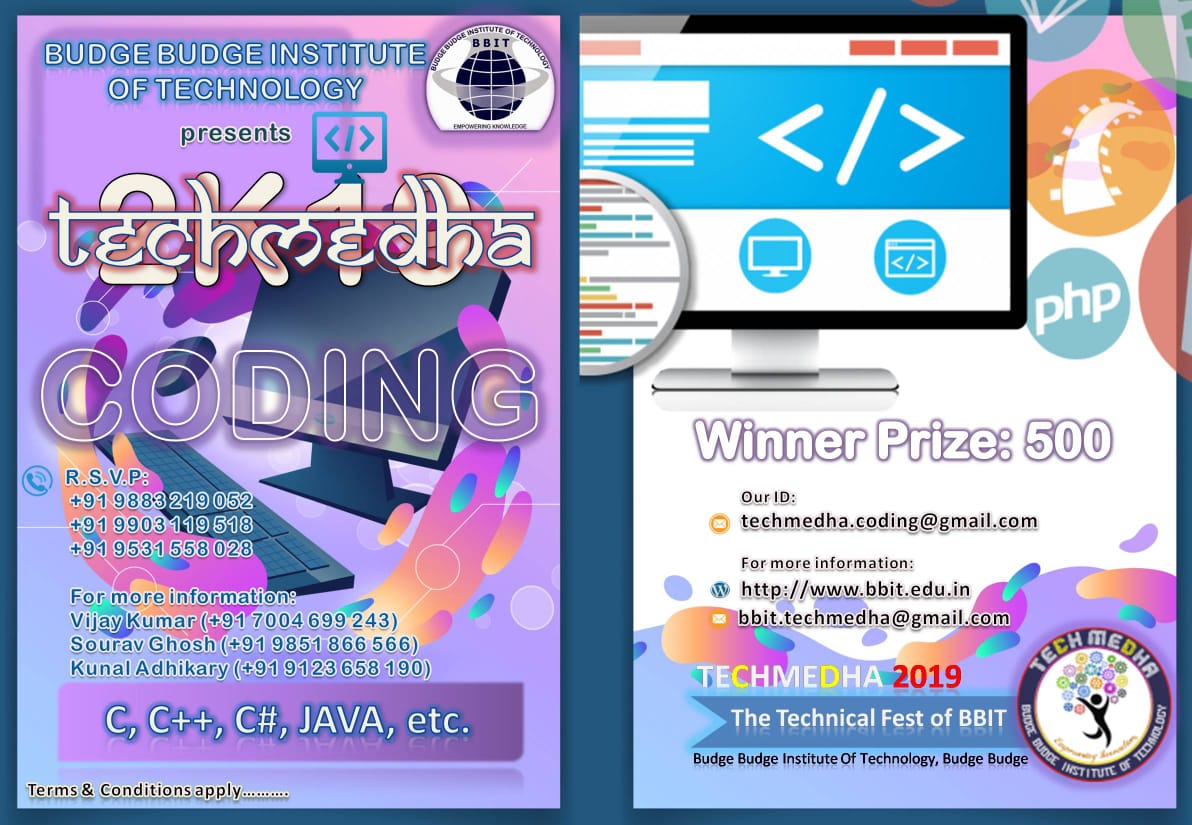 BUDGE BUDGE INSTITUTE
OF TECHNOLOGY
presents
BUDGE BUDGE INSTITUTE OF TECHNOLOGY
BBIT
EMPOWERING KNOWLEDGE
</>
2K19
techmedha
CODING
R.S.V.P:
+91 9883 219 052
+91 9903 119 518
+91 9531 558 028
For more information:
Vijay Kumar (+91 7004 699 243)
Sourav Ghosh (+91 9851 866 566)
Kunal Adhikary (+91 9123 658 190)
C, C++, C#, JAVA, etc.
Terms & Conditions apply..........
</>
</>
php
Winner Prize: 500
Our ID:
techmedha.coding@gmail.com
For more information:
http://www.bbit.edu.in
bbit.techmedha@gmail.com
TECHMEDHA 2019
The Technical Fest of BBIT
Budge Budge Institute Of Technology, Budge Budge
TECH MEDHA
Empowering Innovation
BUDGE BUDGE INSTITUTE OF TECHNOLOGY